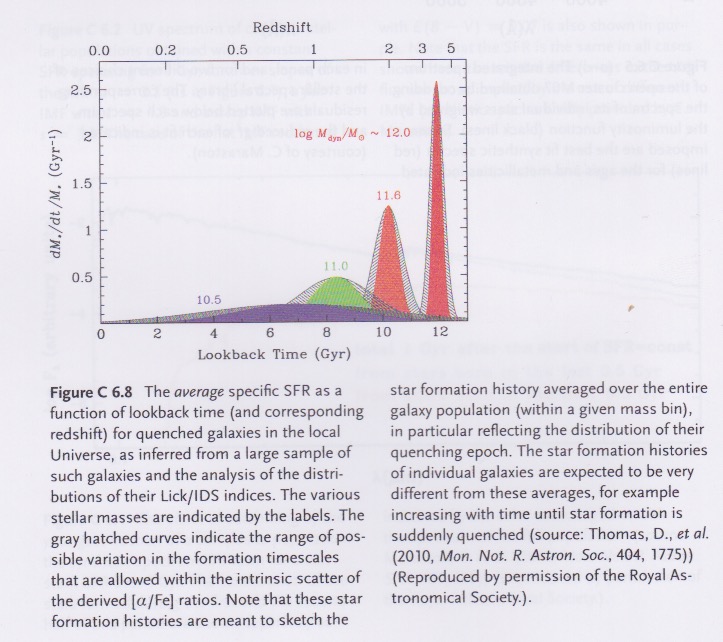 Redshift
0.0 0.2 0.5 1 2 3 5
2.5
2
1.5
1
0.5
dM*/dt/M* (Gyr-1)
log Mdyn/M⊙ ~ 12.0
11.6
11.0
10.5
0 2 4 6 8 10 12
Lookback Time (Gyr)
Figure C 6.8 The average specific SFR as a
function of lookback time (and corresponding
redshift) for quenched galaxies in the local
Universe, as inferred from a large sample of
such galaxies and the analysis of the distri-
butions of their Lick/IDS indices. The various
stellar masses are indicated by the labels. The
gray hatched curves indicate the range of pos-
sible variation in the formation timescales
that are allowed within the intrinsic scatter of
the derived [α/Fe] ratios. Note that these star
formation histories are meant to sketch the
star formation history averaged over the entire
galaxy population (within a given mass bin),
in particular reflecting the distribution of their
quenching epoch. The star formation histories
of individual galaxies are expected to be very
different from these averages, for example
increasing with time until star formation is
suddenly quenched (source: Thomas, D., et al.
(2010, Mon. Not. R. Astron. Soc., 404, 1775))
(Reproduced by permission of the Royal As-
tronomical Society.).